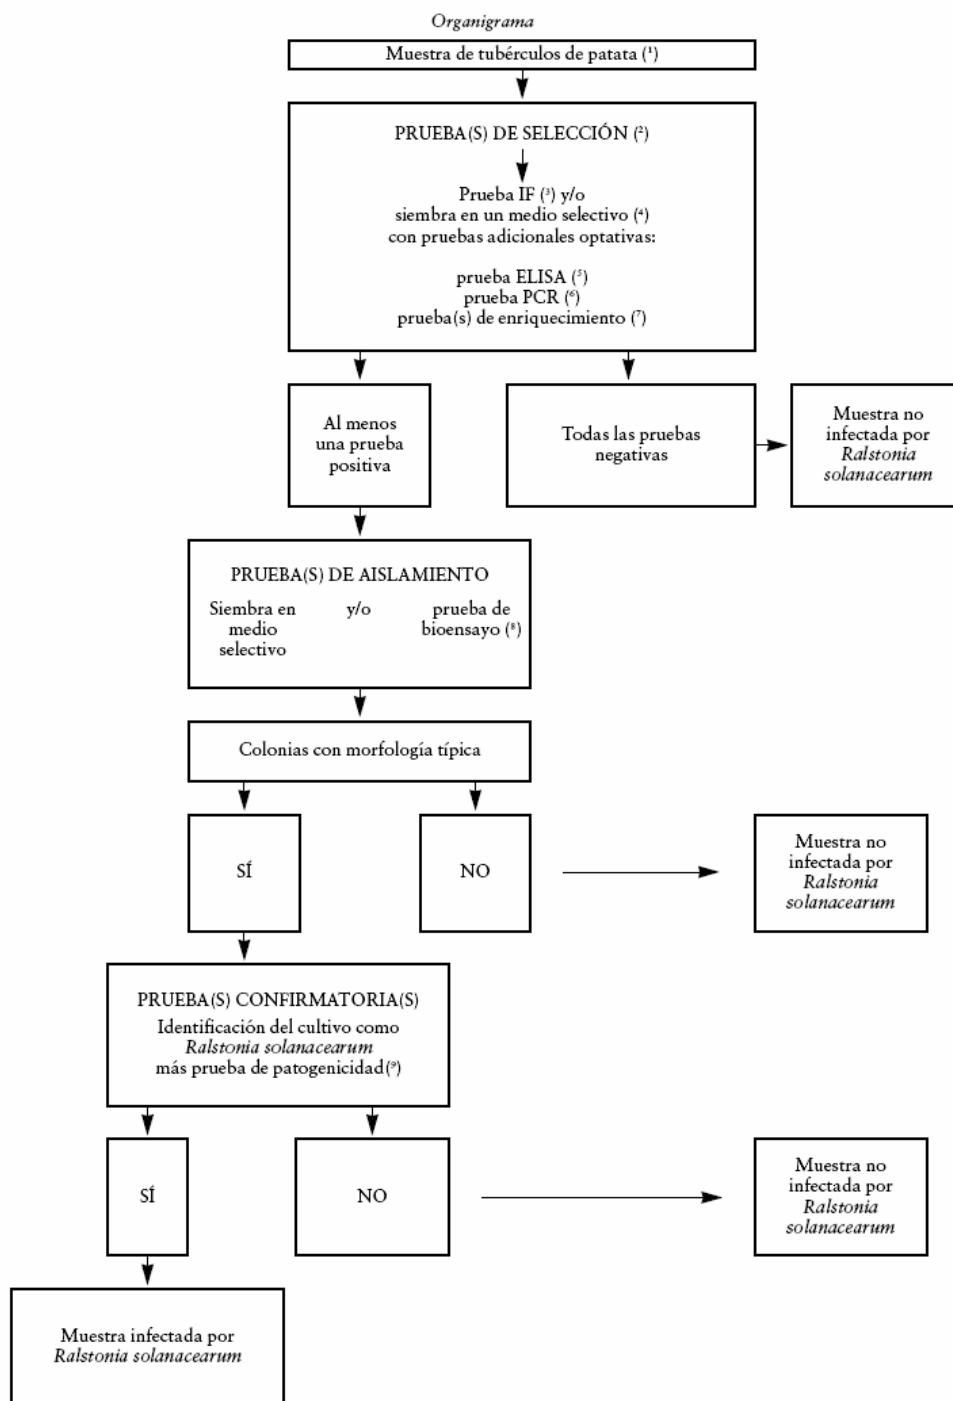 Organigrama
Muestra de tubérculos de patata (¹)
PRUEBA(S) DE SELECCIÓN (²)
Prueba IF (³) y/o
siembra en un medio selectivo (⁴)
con pruebas adicionales optativas:
prueba ELISA (⁵)
prueba PCR (⁶)
prueba(s) de enriquecimiento (⁷)
Al menos
una prueba
positiva
Todas las pruebas
negativas
Muestra no
infectada por
Ralstonia
solanacearum
PRUEBA(S) DE AISLAMIENTO
Siembra en
medio
selectivo
y/o
prueba de
bioensayo (⁸)
Colonias con morfología típica
SÍ
NO
Muestra no
infectada por
Ralstonia
solanacearum
PRUEBA(S) CONFIRMATORIA(S)
Identificación del cultivo como
Ralstonia solanacearum
más prueba de patogenicidad(⁹)
SÍ
NO
Muestra no
infectada por
Ralstonia
solanacearum
Muestra infectada por
Ralstonia solanacearum